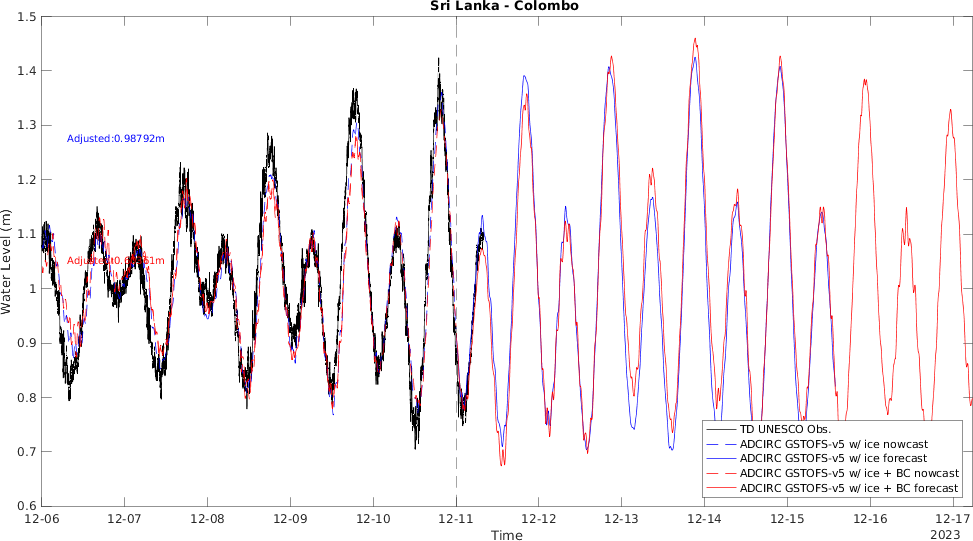 Sri Lanka - Colombo
1.5
1.4
1.3
1.2
1.1
1
0.9
0.8
0.7
0.6
Water Level (m)
Adjusted:0.98792m
TD UNESCO Obs.
ADCIRC GSTOFS-v5 w/ ice nowcast
ADCIRC GSTOFS-v5 w/ ice forecast
ADCIRC GSTOFS-v5 w/ ice + BC nowcast
ADCIRC GSTOFS-v5 w/ ice + BC forecast
12-06 12-07 12-08 12-09 12-10 12-11 12-12 12-13 12-14 12-15 12-16 12-17
Time
2023